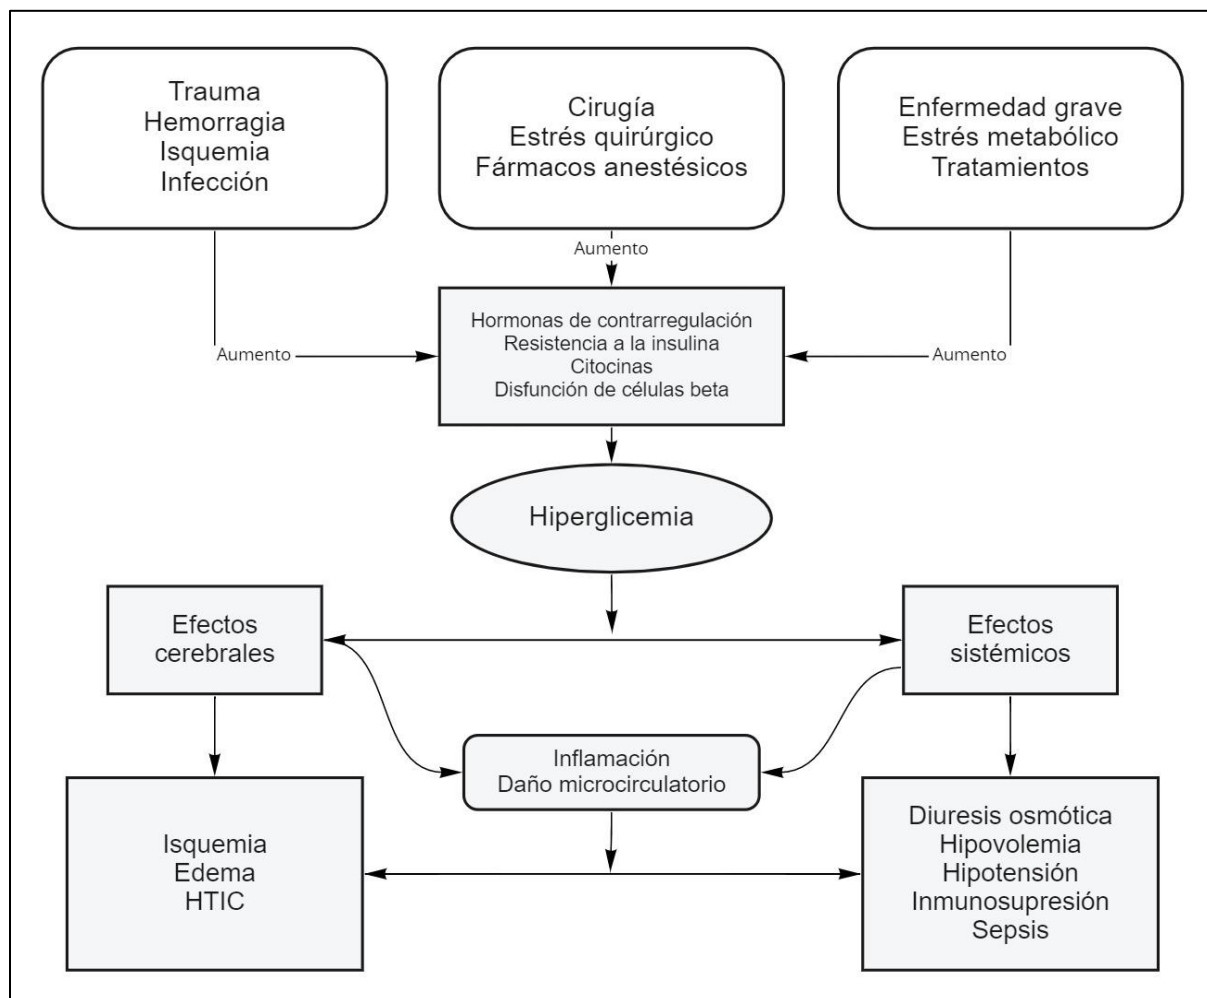 Trauma
Hemorragia
Isquemia
Infección
Cirugía
Estrés quirúrgico
Fármacos anestésicos
Enfermedad grave
Estrés metabólico
Tratamientos
Aumento
Aumento
Aumento
Hormonas de contrarregulación
Resistencia a la insulina
Citocinas
Disfunción de células beta
Hiperglicemia
Efectos
cerebrales
Efectos
sistémicos
Inflamación
Daño microcirculatorio
Isquemia
Edema
HTIC
Diuresis osmótica
Hipovolemia
Hipotensión
Inmunosupresión
Sepsis